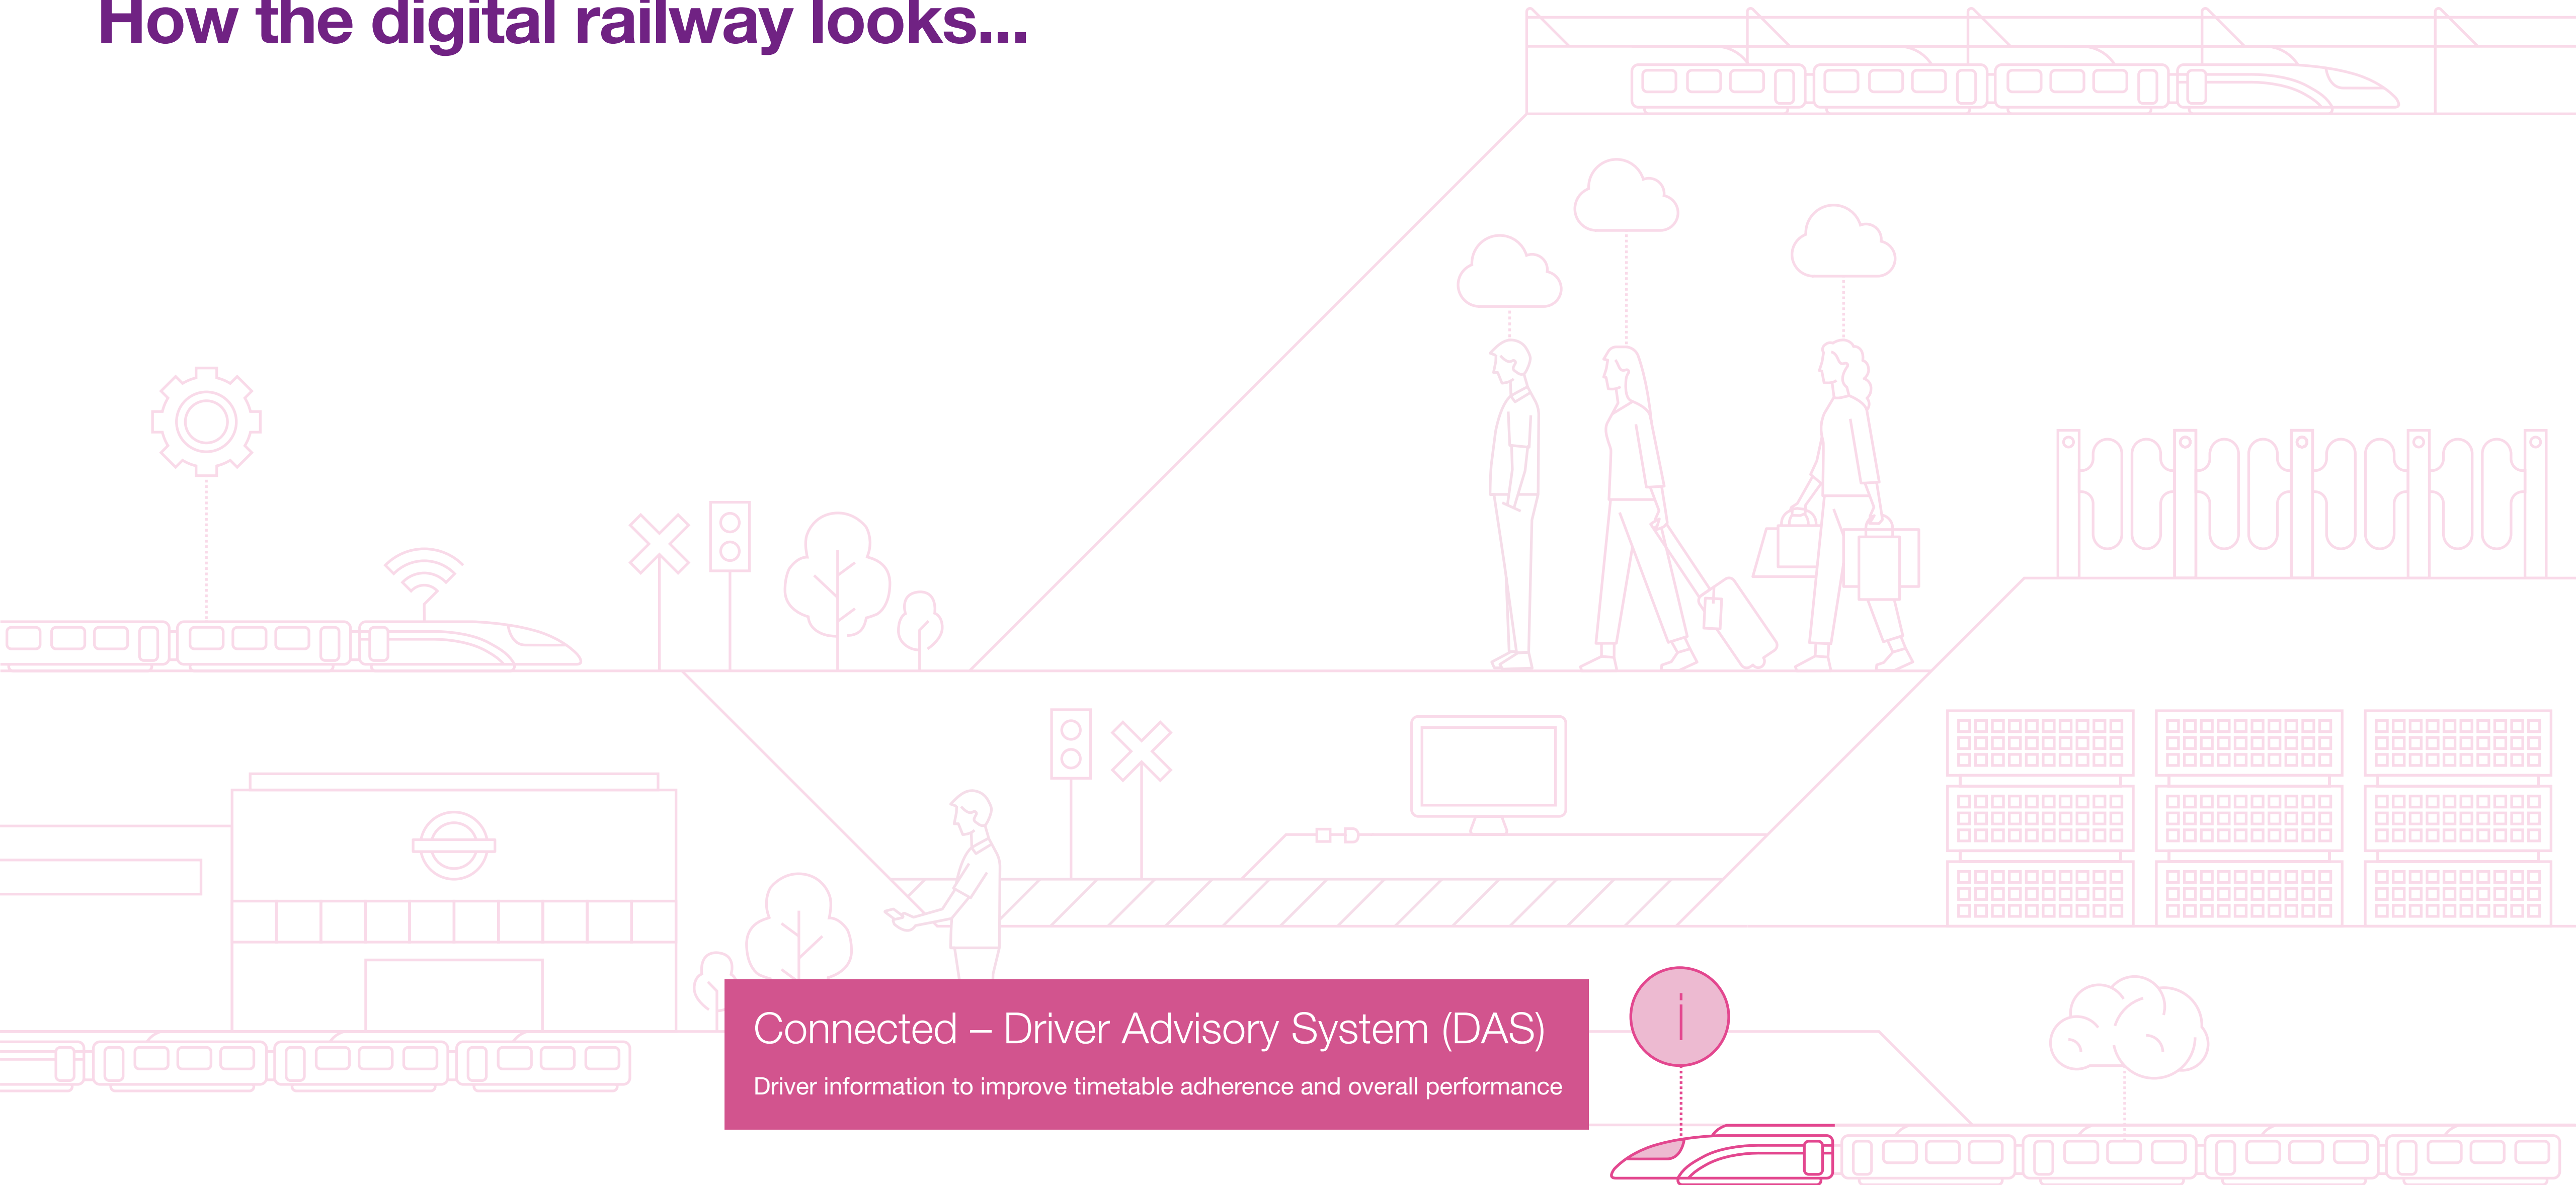 How the digital railway looks...
Connected – Driver Advisory System (DAS)
i
Driver information to improve timetable adherence and overall performance